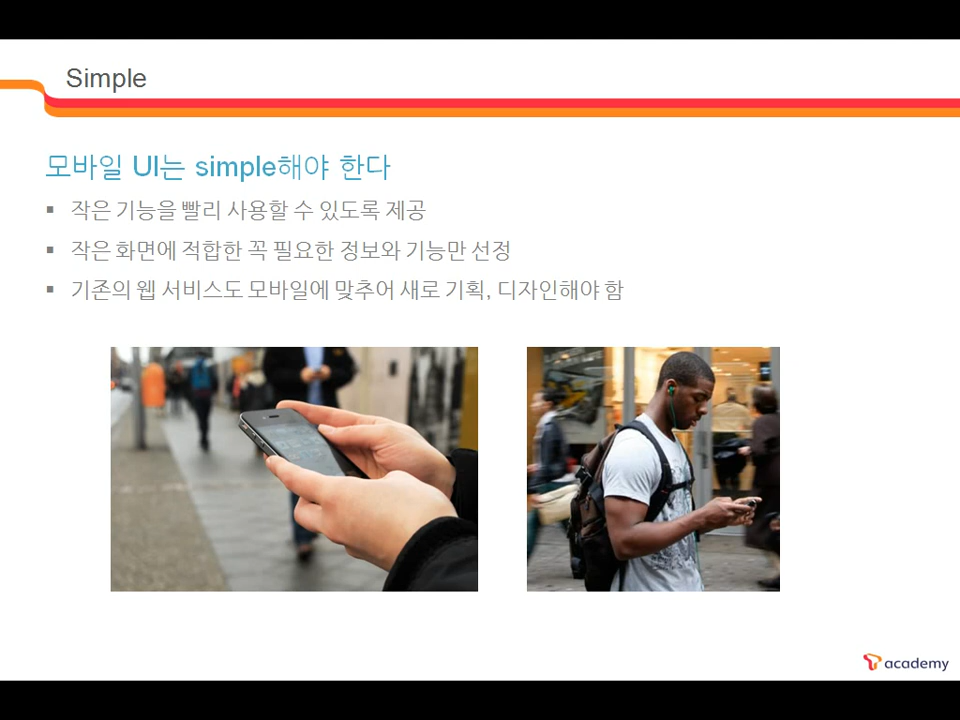 Simple
모바일 UI는 simple해야 한다
▪ 작은 기능을 빨리 사용할 수 있도록 제공
▪ 작은 화면에 적합한 꼭 필요한 정보와 기능만 선정
▪ 기존의 웹 서비스도 모바일에 맞추어 새로 기획, 디자인해야 함
T academy